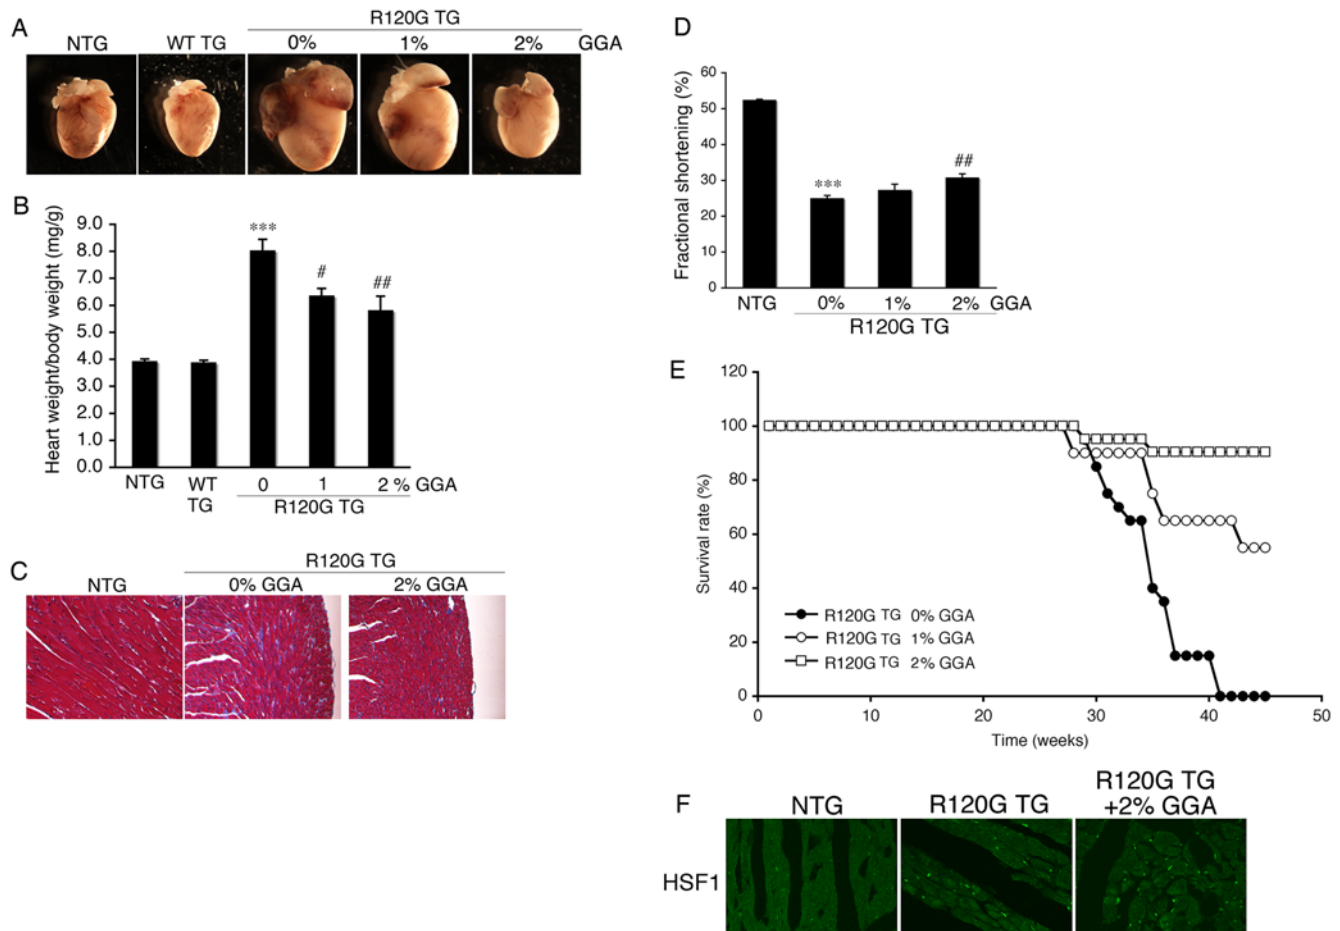 A
R120G TG
NTG
WT TG
0%
1%
2%
GGA
B
Heart weight/body weight (mg/g)
9.0
8.0
7.0
6.0
5.0
4.0
3.0
2.0
1.0
0.0
***
#
##
NTG
WT TG
0
1
2 % GGA
R120G TG
C
R120G TG
NTG
0% GGA
2% GGA
D
Fractional shortening (%)
60
50
40
30
20
10
0
***
##
NTG
0%
1%
2%
GGA
R120G TG
E
Survival rate (%)
120
100
80
60
40
20
0
R120G TG 0% GGA
R120G TG 1% GGA
R120G TG 2% GGA
0
10
20
30
40
50
Time (weeks)
F
NTG
R120G TG
R120G TG
+2% GGA
HSF1